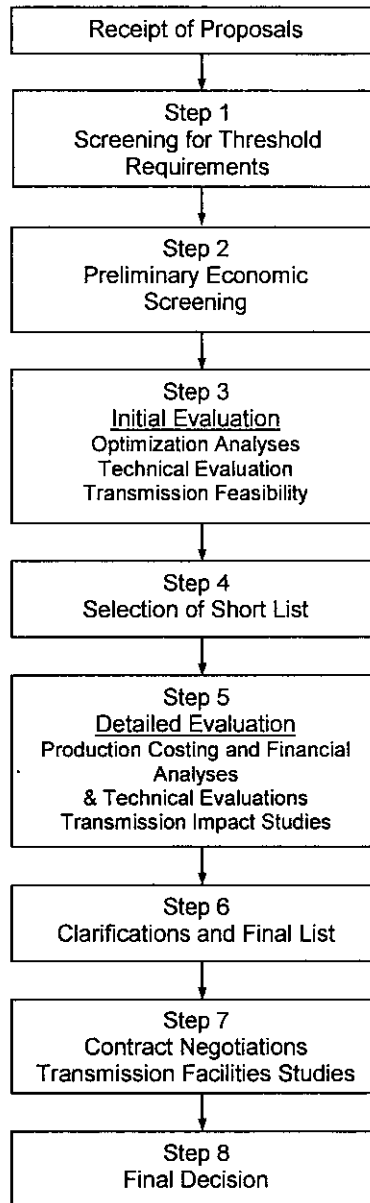 Receipt of Proposals
Step 1
Screening for Threshold
Requirements
Step 2
Preliminary Economic
Screening
Step 3
Initial Evaluation
Optimization Analyses
Technical Evaluation
Transmission Feasibility
Step 4
Selection of Short List
Step 5
Detailed Evaluation
Production Costing and Financial
Analyses
& Technical Evaluations
Transmission Impact Studies
Step 6
Clarifications and Final List
Step 7
Contract Negotiations
Transmission Facilities Studies
Step 8
Final Decision